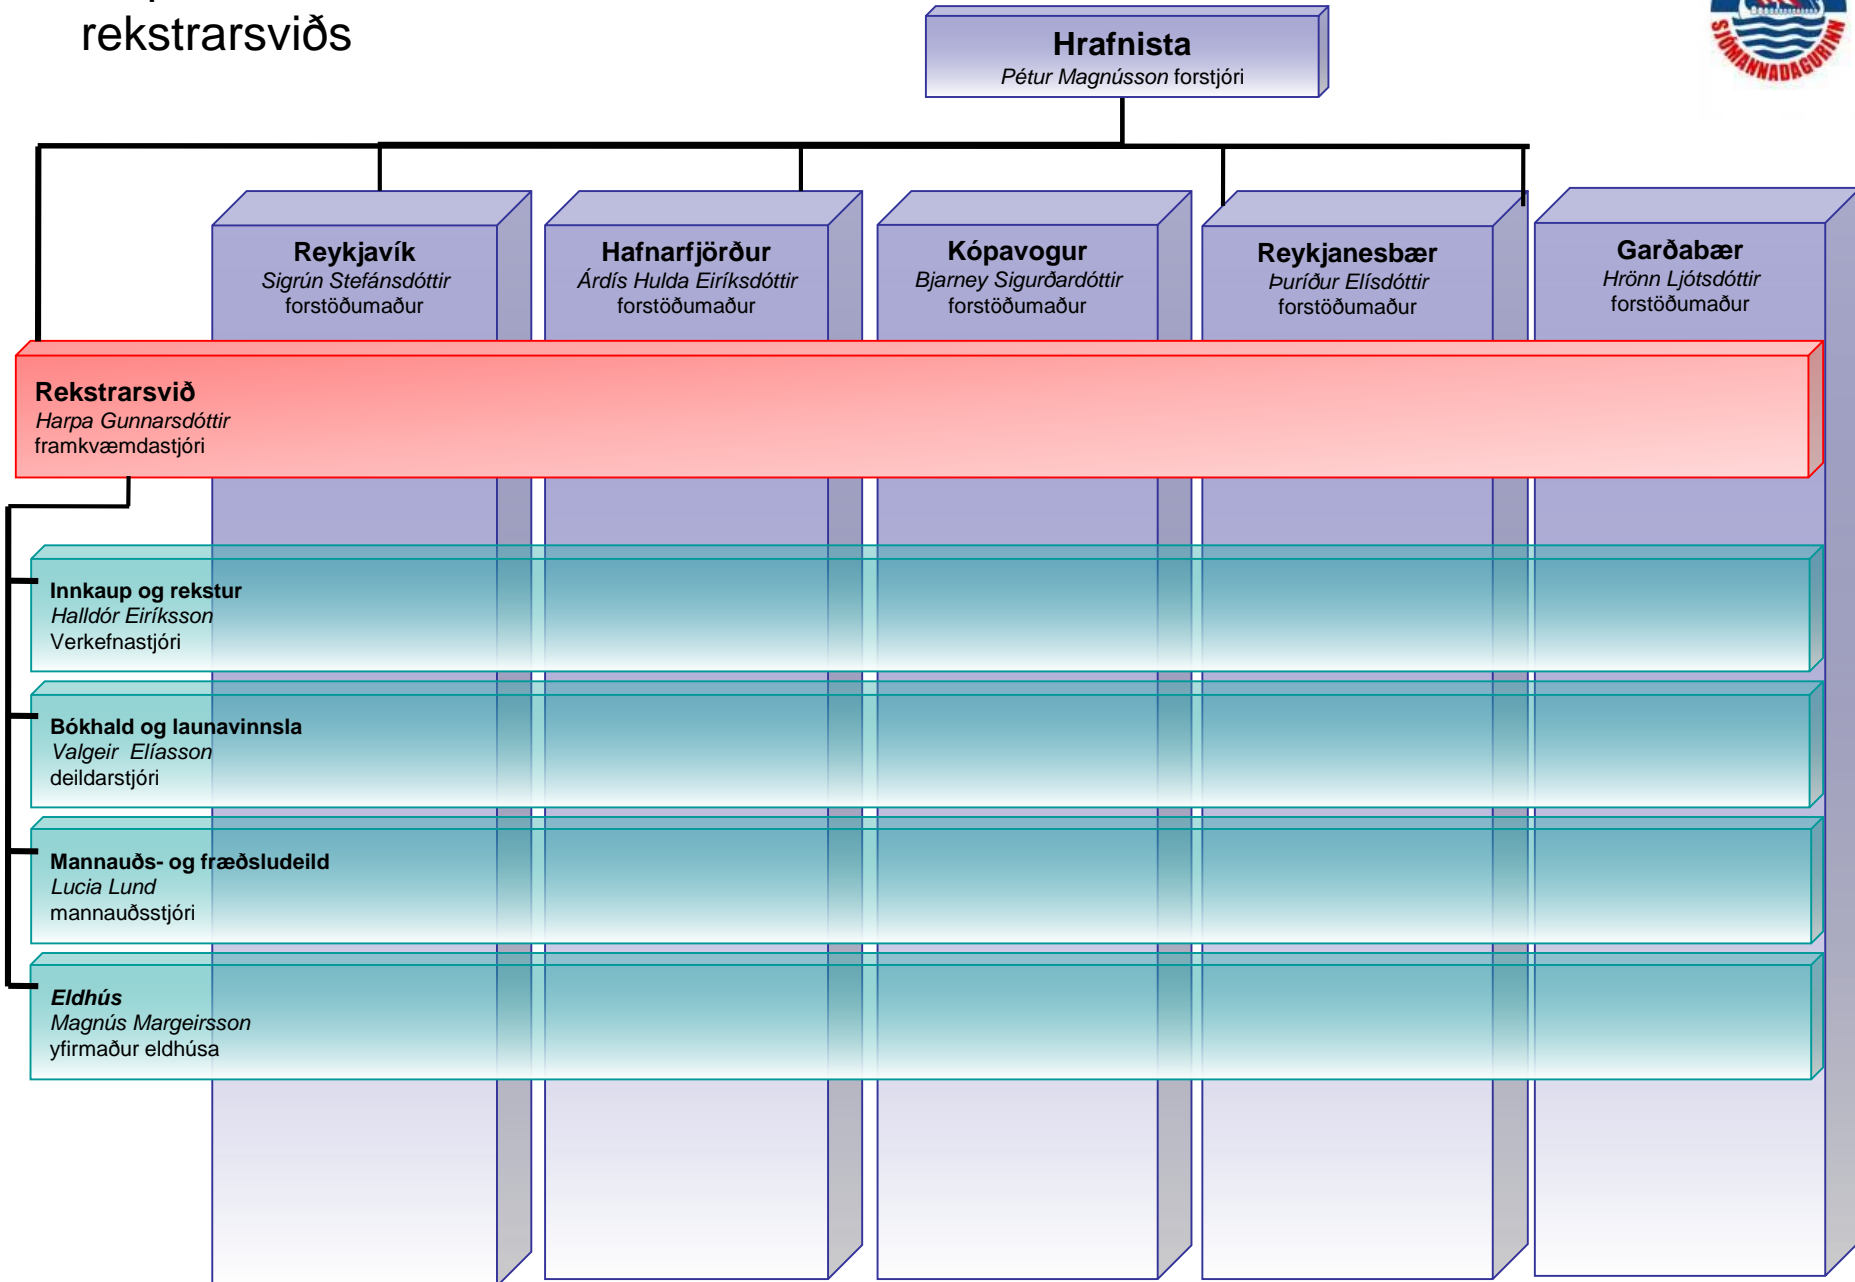 rekstrarsviðs
Hrafnista
Pétur Magnússon forstjóri
SJÓMANNADAGURINN
Reykjavík
Sigrún Stefánsdóttir
forstöðumaður
Hafnarfjörður
Árdís Hulda Eiríksdóttir
forstöðumaður
Kópavogur
Bjarney Sigurðardóttir
forstöðumaður
Reykjanesbær
Þuríður Elísdóttir
forstöðumaður
Garðabær
Hrönn Ljótsdóttir
forstöðumaður
Rekstrarsvið
Harpa Gunnarsdóttir
framkvæmdastjóri
Innkaup og rekstur
Halldór Eiríksson
Verkefnastjóri
Bókhald og launavinnsla
Valgeir Elíasson
deildarstjóri
Mannauðs- og fræðsludeild
Lucia Lund
mannauðsstjóri
Eldhús
Magnús Margeirsson
yfirmaður eldhúsa